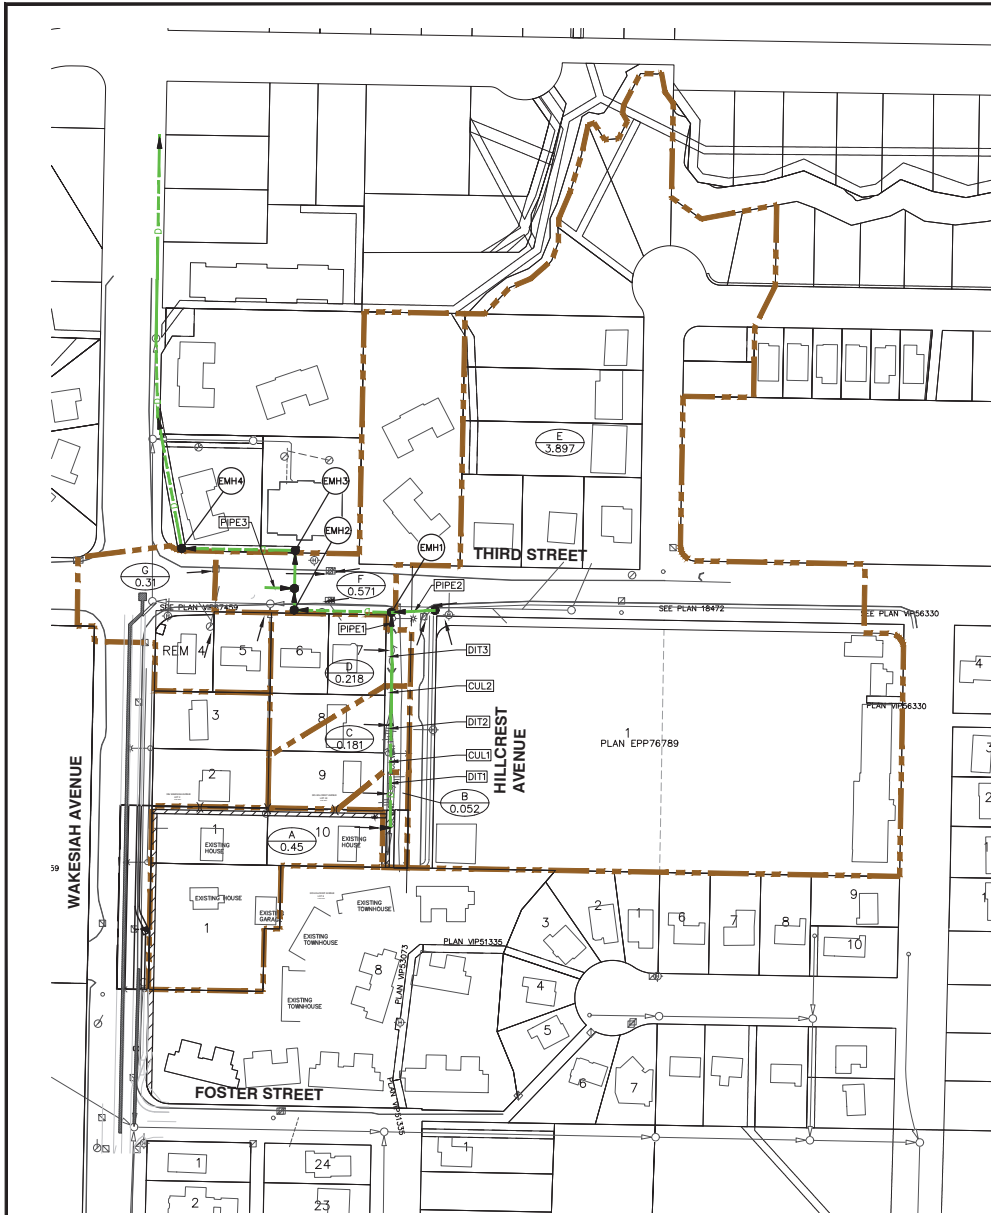 E
3.897
EMH4
EMH3
PIPE3
EMH2
EMH1
THIRD STREET
G
0.31
F
0.571
PIPE2
SEE PLAN 18472
SEE PLAN VIP56330
PIPE1
REM 4
5
6
7
D
0.218
DIT3
CUL2
DIT2
CUL1
DIT1
3
8
C
0.181
2
9
B
0.052
HILLCREST
AVENUE
1
PLAN EPP76789
PLAN VIP56330
4
3
2
1
WAKESIAH AVENUE
1
EXISTING
HOUSE
A
0.45
10
EXISTING
HOUSE
EXISTING HOUSE
1
EXISTING
TOWNHOUSE
EXISTING
TOWNHOUSE
EXISTING
TOWNHOUSE
8
PLAN VIP53073
PLAN VIP51335
3
2
1
6
7
8
9
10
4
5
6
7
PLAN VIP51335
FOSTER STREET
1
24
1
2
23